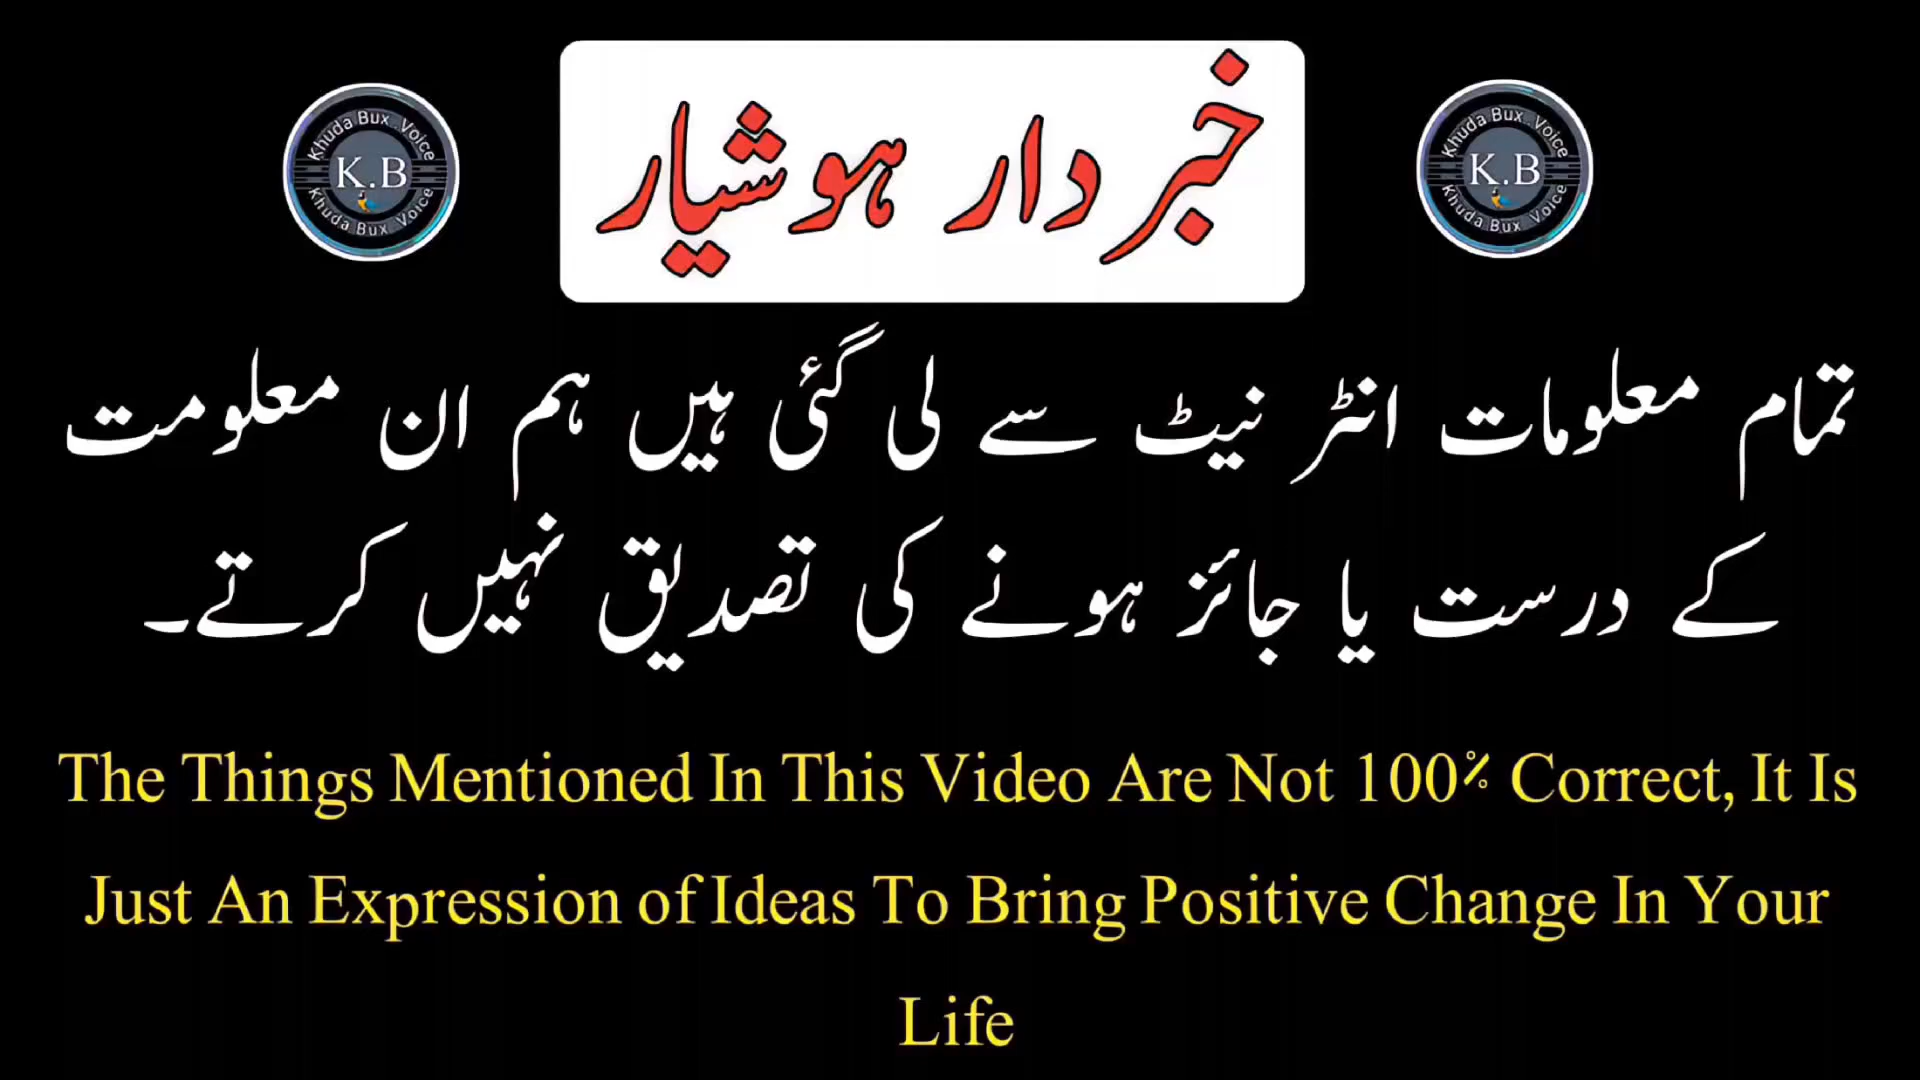 Khuda Bux Voice
K.B
Khuda Bux Voice
خبردار ہوشیار
Khuda Bux Voice
K.B
Khuda Bux Voice
تمام معلومات انٹر نیٹ سے لی گئی ہیں ہم ان معلومت
کے درست یا جائز ہونے کی تصدیق نہیں کرتے۔
The Things Mentioned In This Video Are Not 100% Correct, It Is
Just An Expression of Ideas To Bring Positive Change In Your
Life